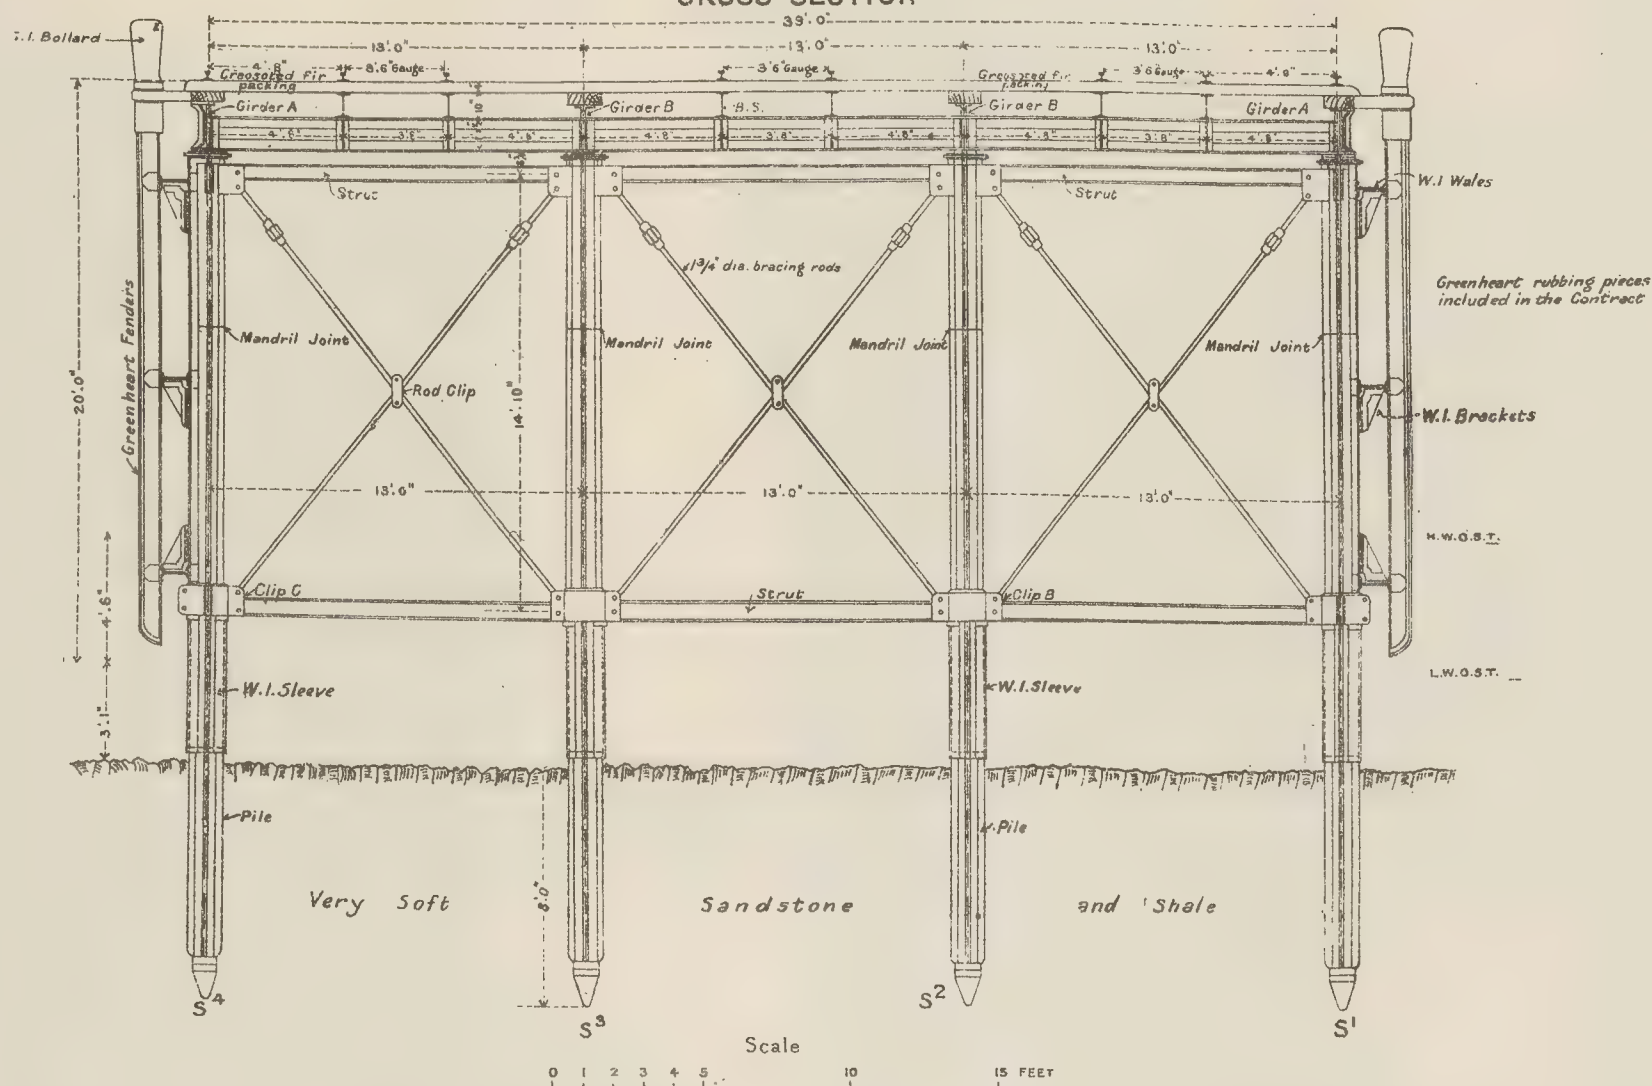 CROSS SECTION
39'.0"
13'.0"
13'.0"
13'.0"
C.I. Bollard
4'.8"
3'6"Gauge
3'6"Gauge
3'6Gauge
4'.8"
Creosoted Fir
packing
Creosoted fir
packing
Girder A
Girder B
B.S.
Girder B
Girder A
4'.8"
3'.8"
4'.8"
4'.8"
3'.8"
4'.8"
4'.8"
3'.8"
4'.8"
Strut
Strut
W.I Wales
1 3/4" dia. bracing rods
Greenheart rubbing pieces
included in the Contract
Greenheart Fenders
20'.0"
Mandril Joint
Mandril Joint
Mandril Joint
Mandril Joint
Rod Clip
14'.10"
W.I. Brackets
13'.0"
13'.0"
13'.0"
H.W.O.S.T.
4'.6"
Clip C
Strut
Clip B
L.W.O.S.T.
W.I.Sleeve
W.I.Sleeve
3'.1"
Pile
Pile
8'.0"
Very Soft Sandstone and Shale
S4
S3
S2
S1
Scale
0 1 2 3 4 5 10 15 FEET